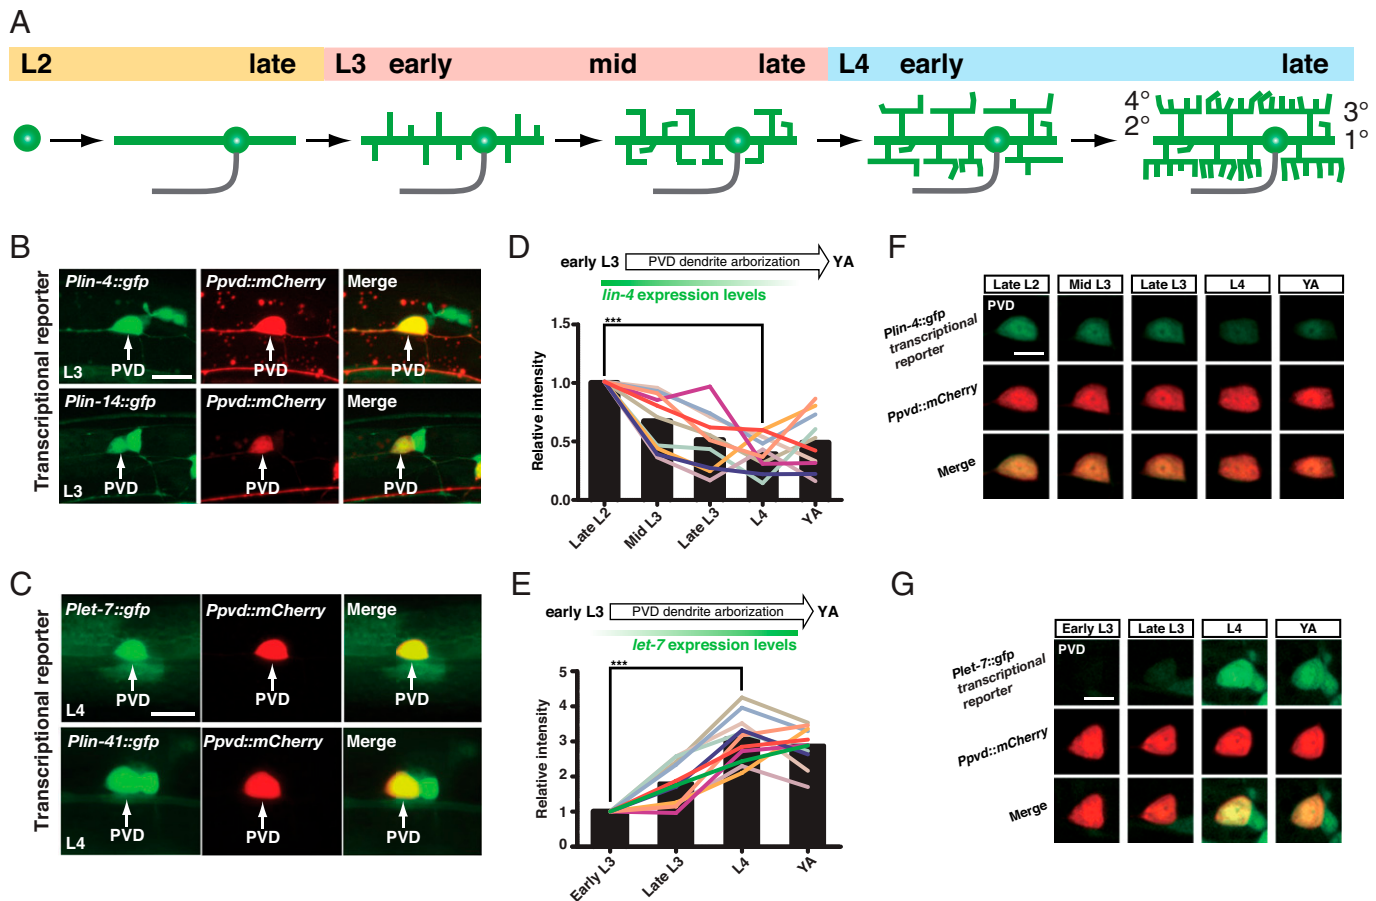 A
L2 late L3 early mid late L4 early late
4° 3°
2° 1°
B
Transcriptional reporter
Plin-4::gfp Ppvd::mCherry Merge
PVD PVD PVD
L3
Plin-14::gfp Ppvd::mCherry Merge
PVD PVD PVD
L3
C
Transcriptional reporter
Plet-7::gfp Ppvd::mCherry Merge
PVD PVD PVD
L4
Plin-41::gfp Ppvd::mCherry Merge
PVD PVD PVD
L4
D
early L3 PVD dendrite arborization YA
lin-4 expression levels
***
Relative intensity
1.5
1.0
0.5
0.0
Late L2 Mid L3 Late L3 L4 YA
E
early L3 PVD dendrite arborization YA
let-7 expression levels
***
Relative intensity
5
4
3
2
1
0
Early L3 Late L3 L4 YA
F
Late L2 Mid L3 Late L3 L4 YA
PVD
Plin-4::gfp
transcriptional
reporter
Ppvd::mCherry
Merge
G
Early L3 Late L3 L4 YA
PVD
Plet-7::gfp
transcriptional
reporter
Ppvd::mCherry
Merge